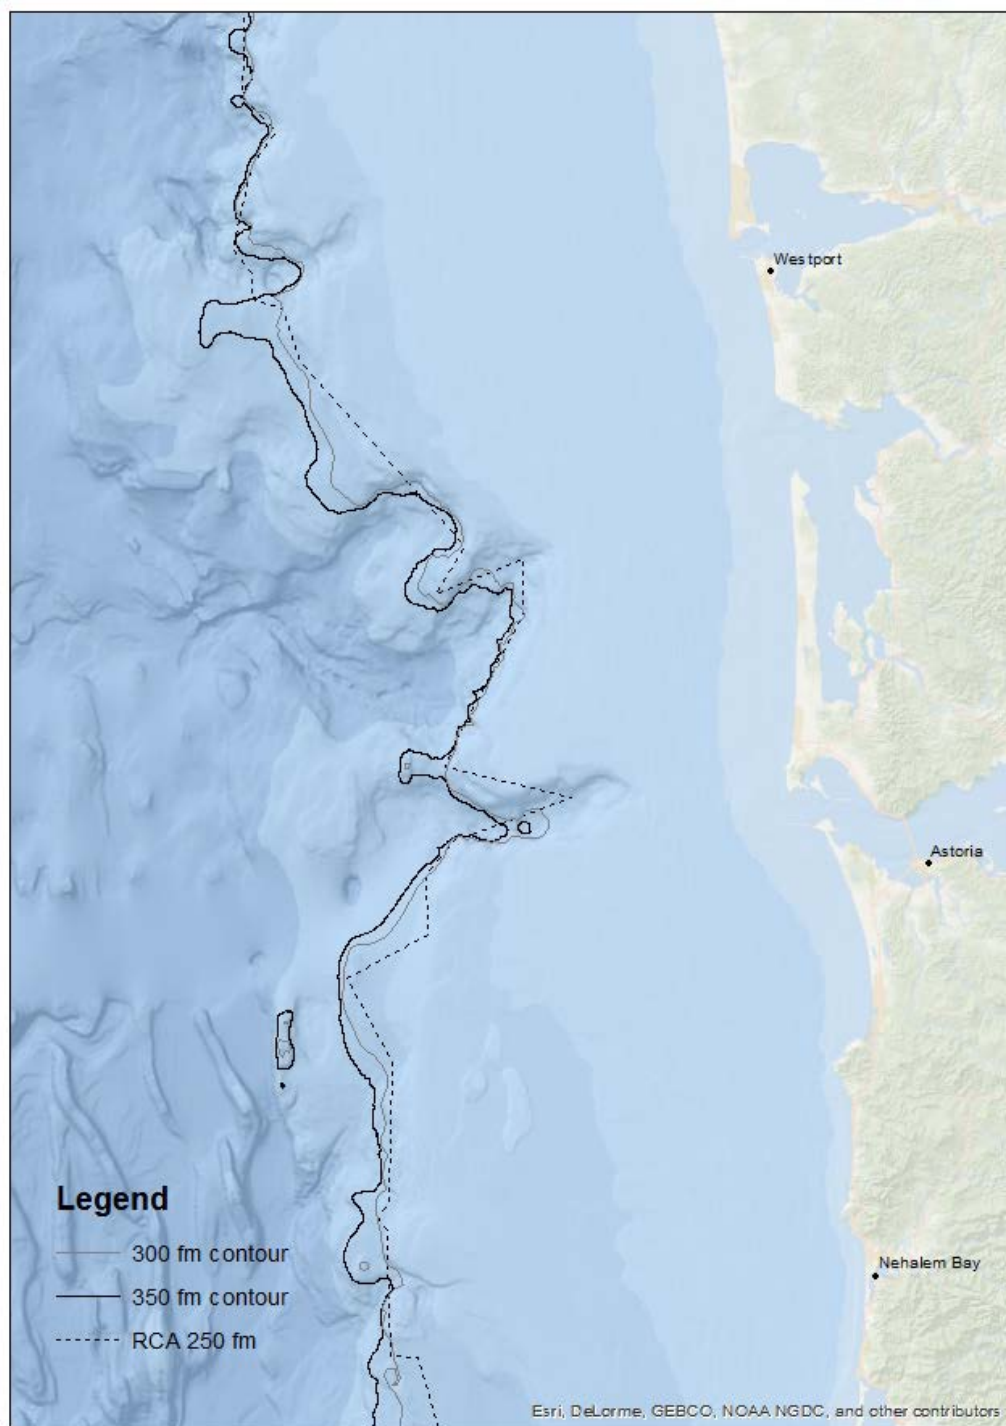 Westport
Astoria
Legend
300 fm contour
350 fm contour
RCA 250 fm
Nehalem Bay
Esri, DeLorme, GEBCO, NOAA NGDC, and other contributors